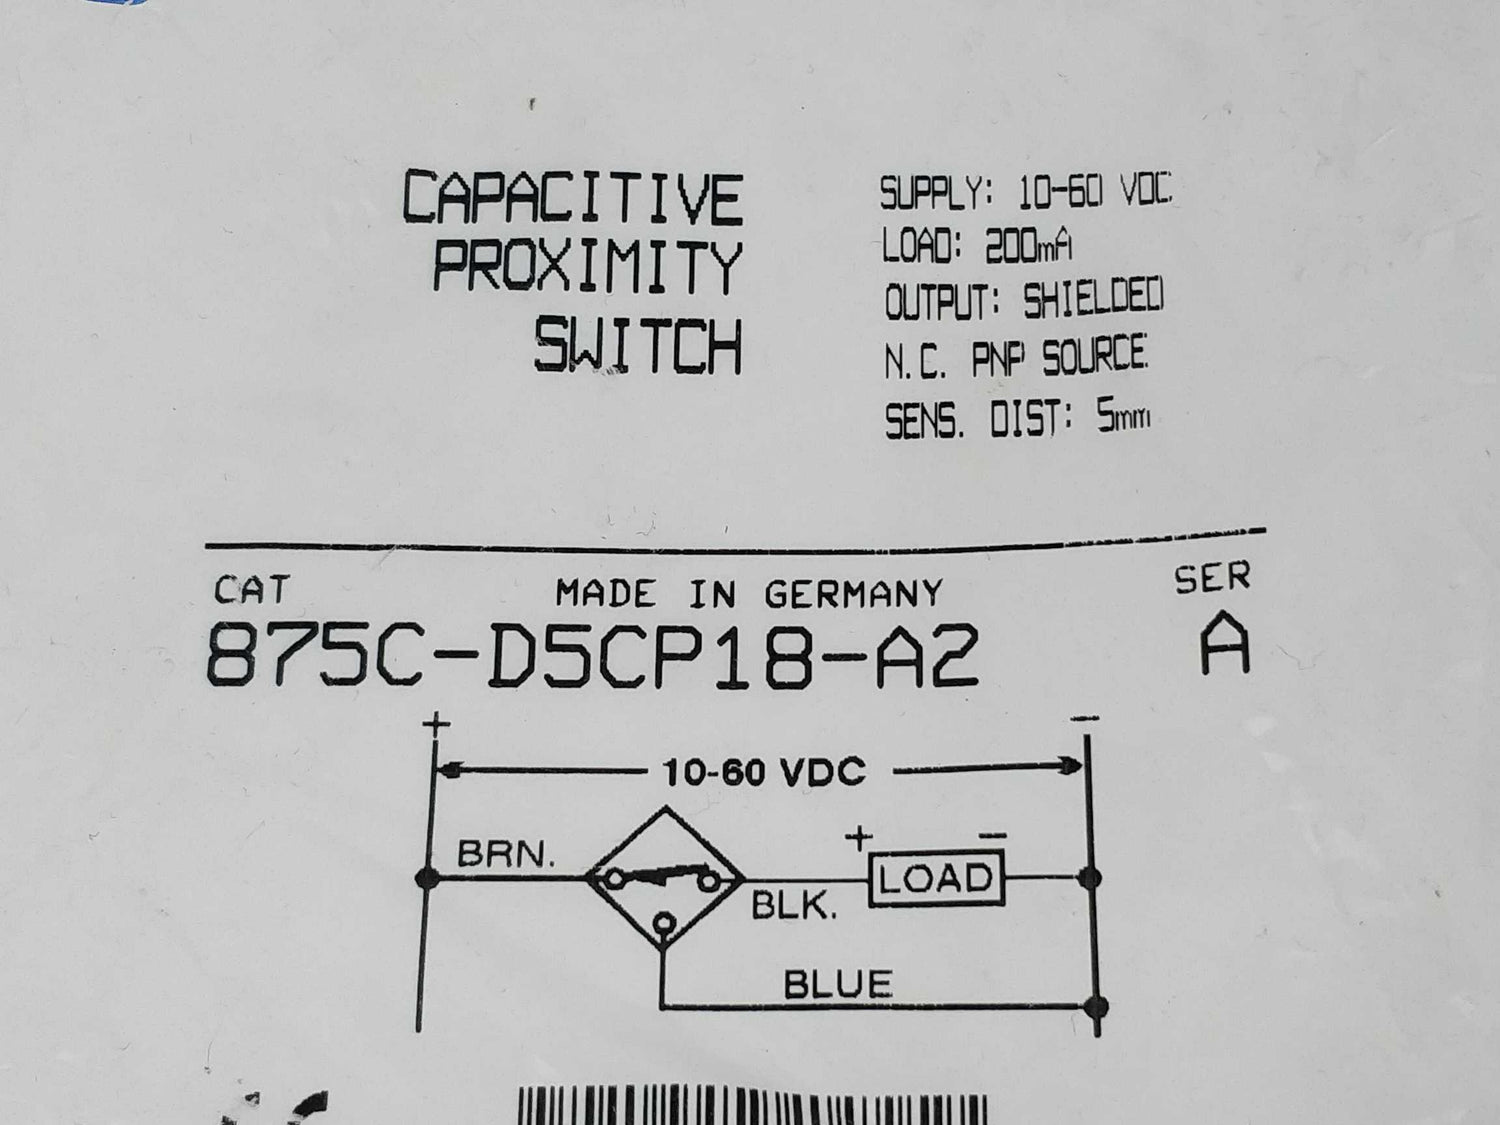 CAPACITIVE
PROXIMITY
SWITCH
SUPPLY: 10-60 VDC
LOAD: 200mA
OUTPUT: SHIELDED
N.C. PNP SOURCE
SENS. DIST: 5mm
CAT
MADE IN GERMANY
SER
875C-D5CP18-A2
A
+
−
10-60 VDC
BRN.
+
−
LOAD
BLK.
BLUE